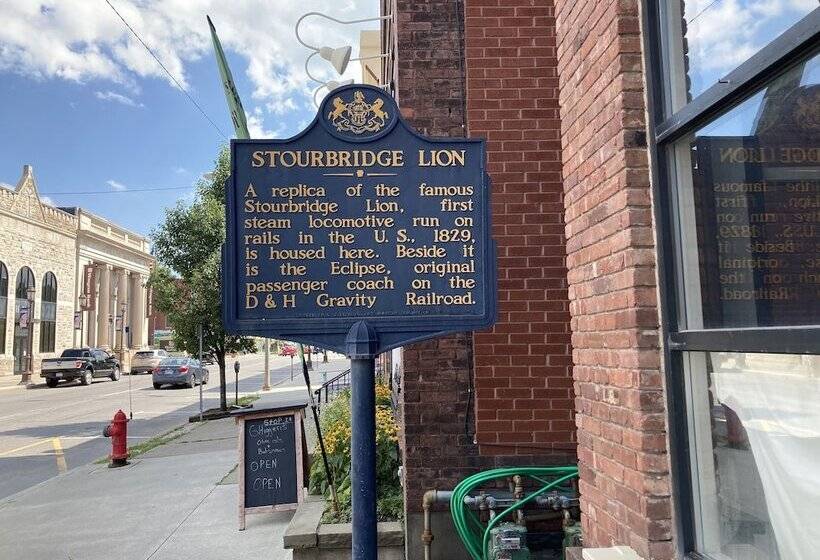 STOURBRIDGE LION
A replica of the famous
Stourbridge Lion, first
steam locomotive run on
rails in the U. S., 1829,
is housed here. Beside it
is the Eclipse, original
passenger coach on the
D & H Gravity Railroad.
OPEN
OPEN